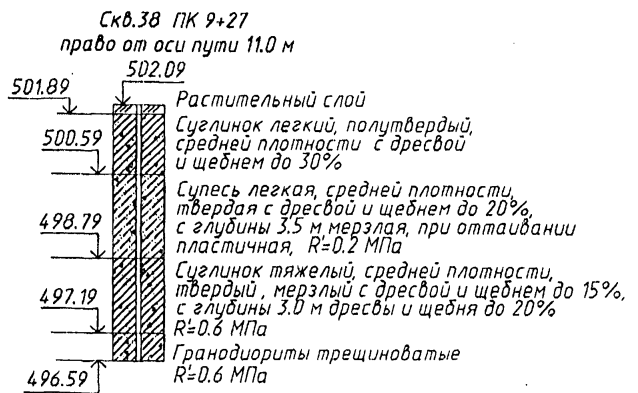 Скв.38 ПК 9+27
право от оси пути 11.0 м
502.09
501.89
Растительный слой
Суглинок легкий, полутвердый,
средней плотности с дресвой
и щебнем до 30%
500.59
Супесь легкая, средней плотности,
твердая с дресвой и щебнем до 20%,
с глубины 3.5 м мерзлая, при оттаивании
пластичная, R'=0.2 МПа
498.79
Суглинок тяжелый, средней плотности,
твердый, мерзлый с дресвой и щебнем до 15%,
с глубины 3.0 м дресвы и щебня до 20%
R'=0.6 МПа
497.19
Гранодиориты трещиноватые
R'=0.6 МПа
496.59